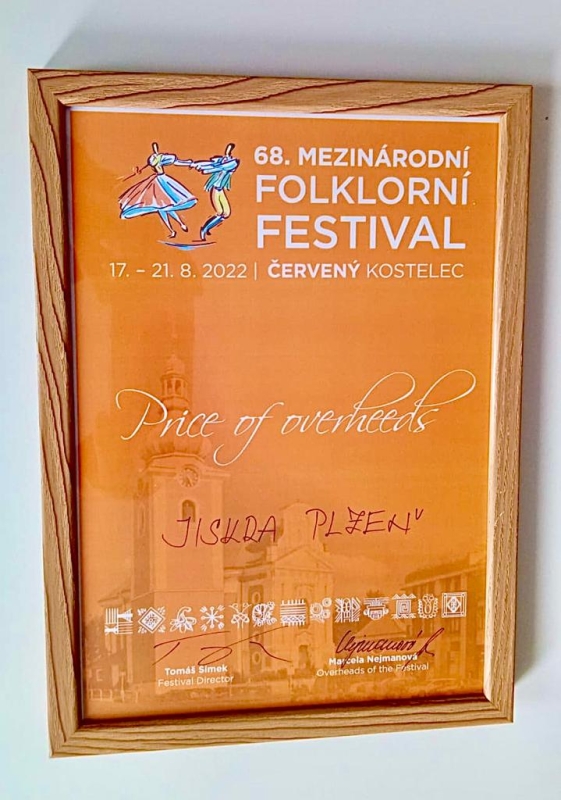 68. MEZINÁRODNÍ
FOLKLORNÍ
FESTIVAL
17. – 21. 8. 2022 | ČERVENÝ KOSTELEC
Price of overheeds
JISKRA PLZEŇ
Tomáš Šimek
Festival Director
Marcela Nejmanová
Overheads of the Festival